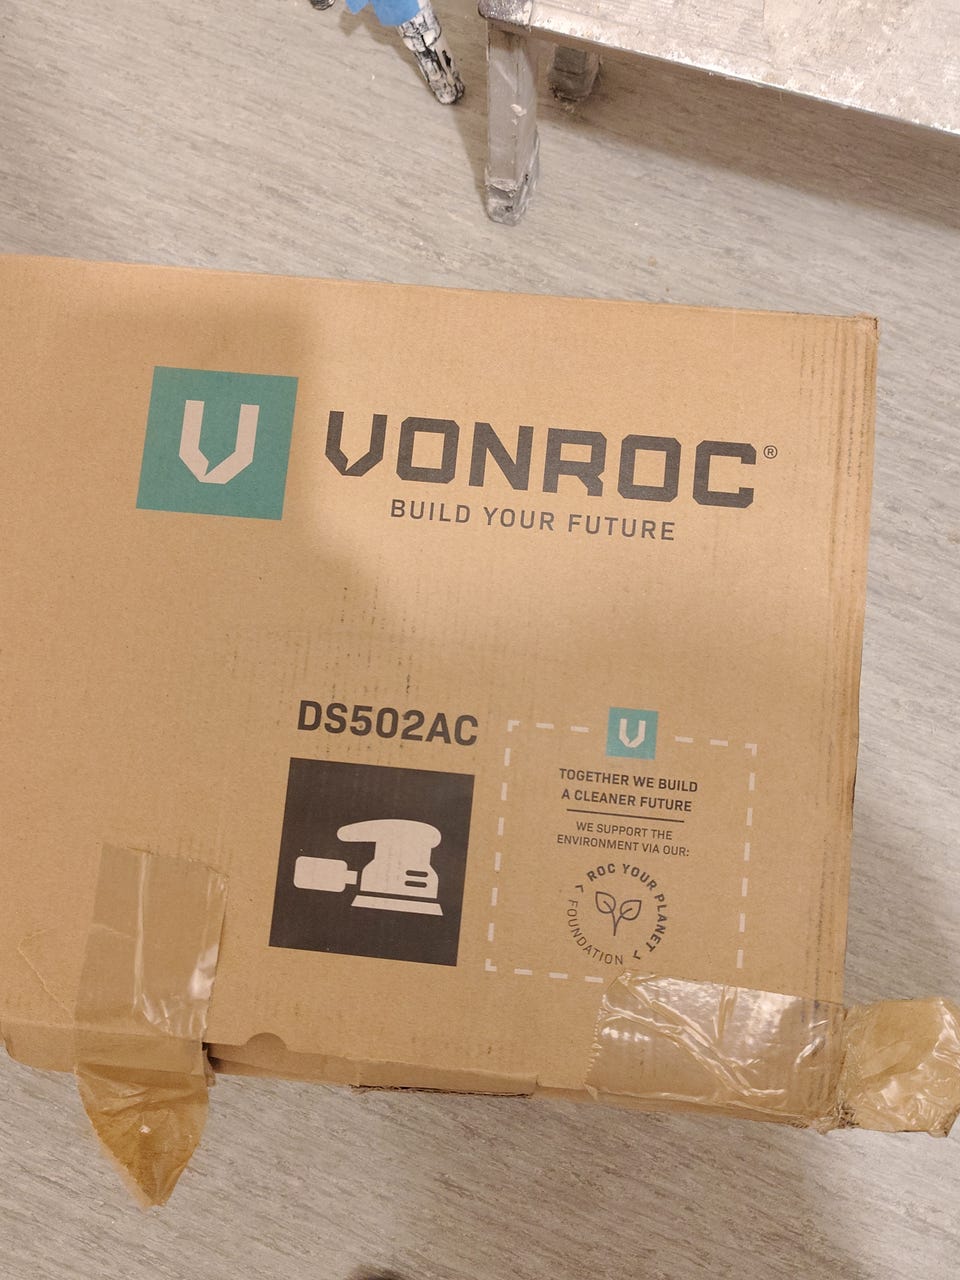 VONROC®
BUILD YOUR FUTURE
DS502AC
TOGETHER WE BUILD
A CLEANER FUTURE
WE SUPPORT THE
ENVIRONMENT VIA OUR:
ROC YOUR PLANET
FOUNDATION